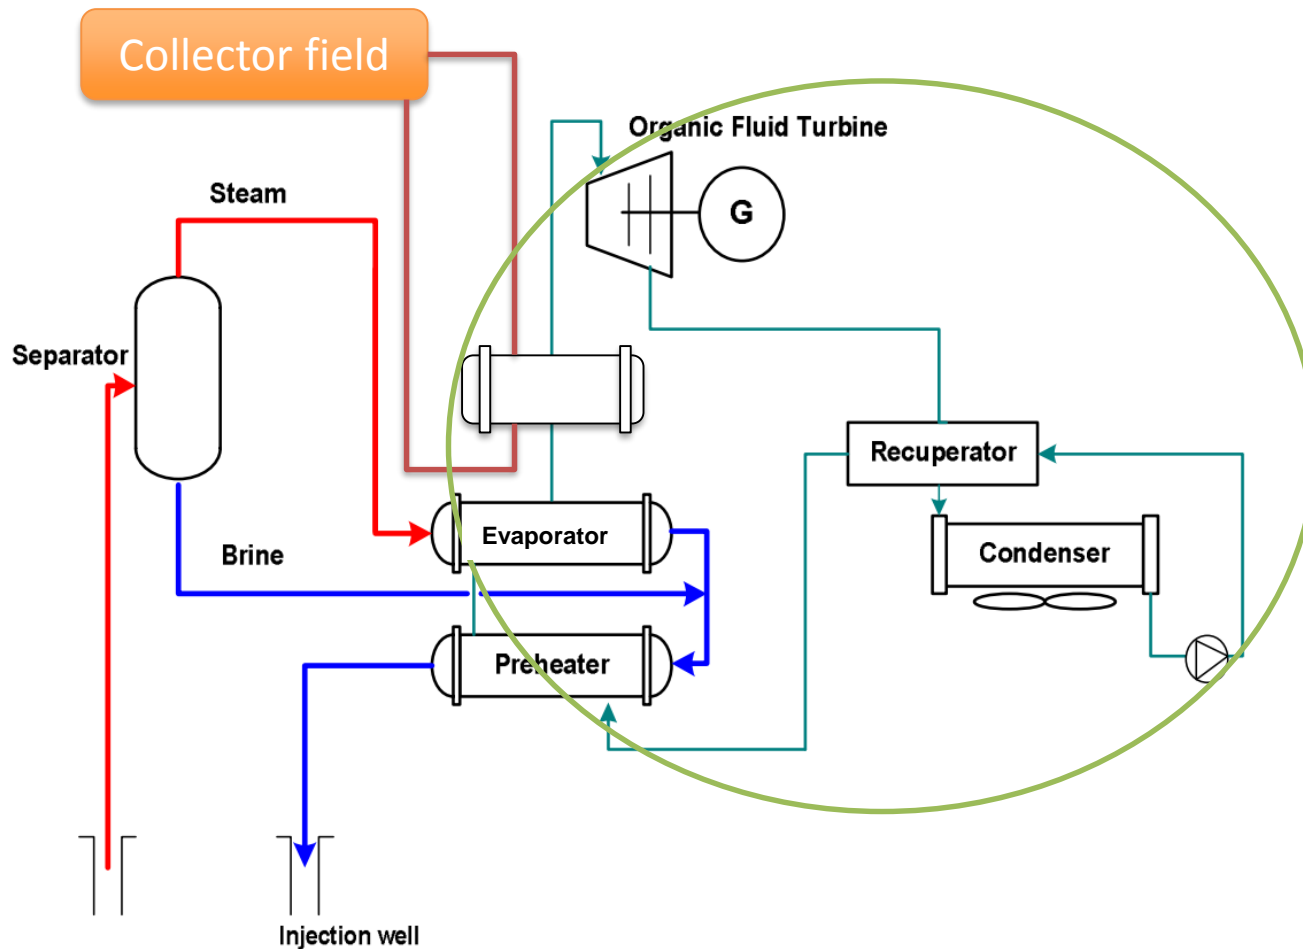 Collector field
Organic Fluid Turbine
Steam
G
Separator
Recuperator
Evaporator
Condenser
Brine
Preheater
Injection well